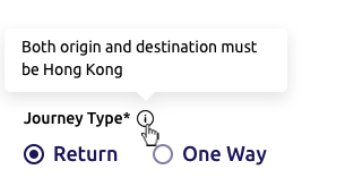 Both origin and destination must
be Hong Kong
Journey Type*
Return One Way